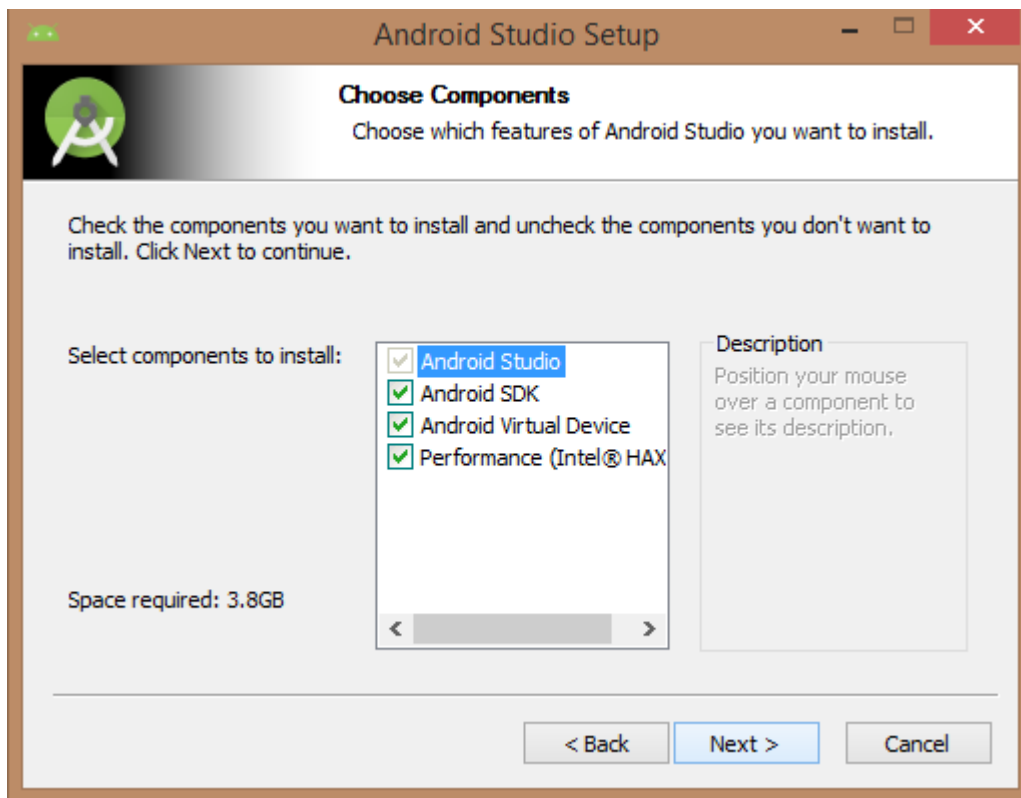 Android Studio Setup
Choose Components
Choose which features of Android Studio you want to install.
Check the components you want to install and uncheck the components you don't want to
install. Click Next to continue.
Select components to install:
Android Studio
Android SDK
Android Virtual Device
Performance (Intel® HAX
Description
Position your mouse
over a component to
see its description.
Space required: 3.8GB
< Back
Next >
Cancel